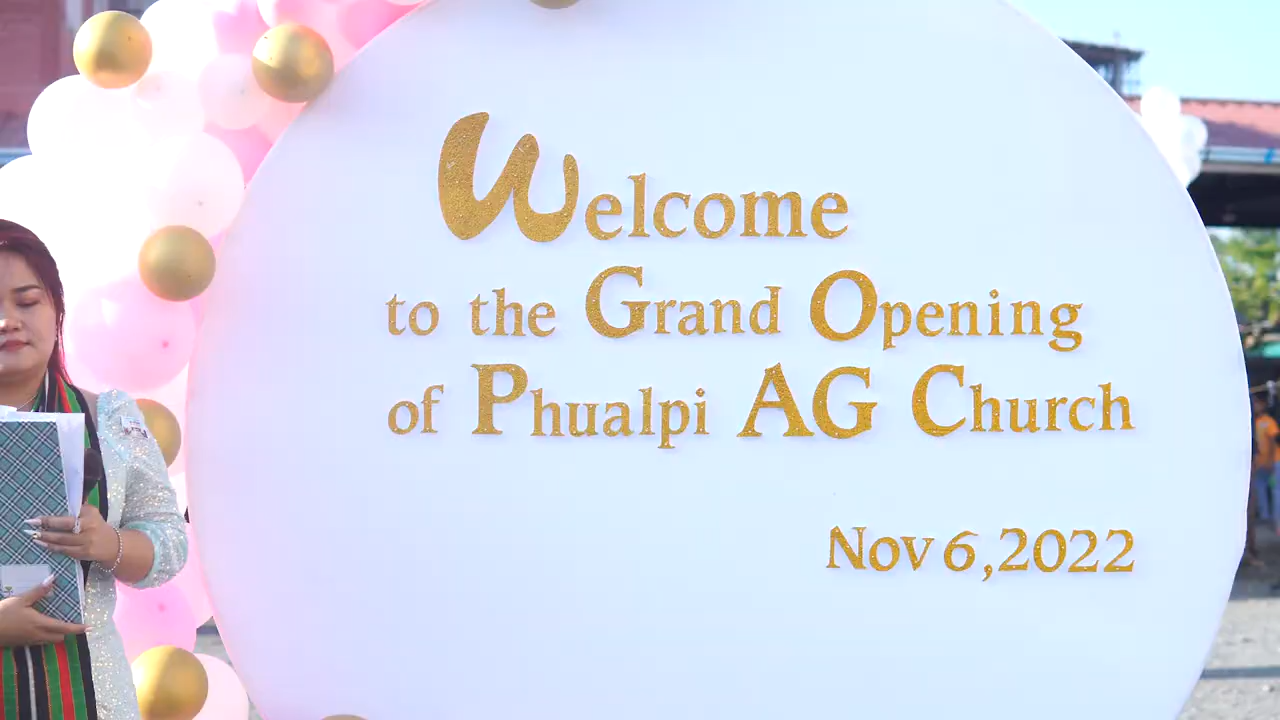 Welcome
to the Grand Opening
of Phualpi AG Church
Nov 6,2022